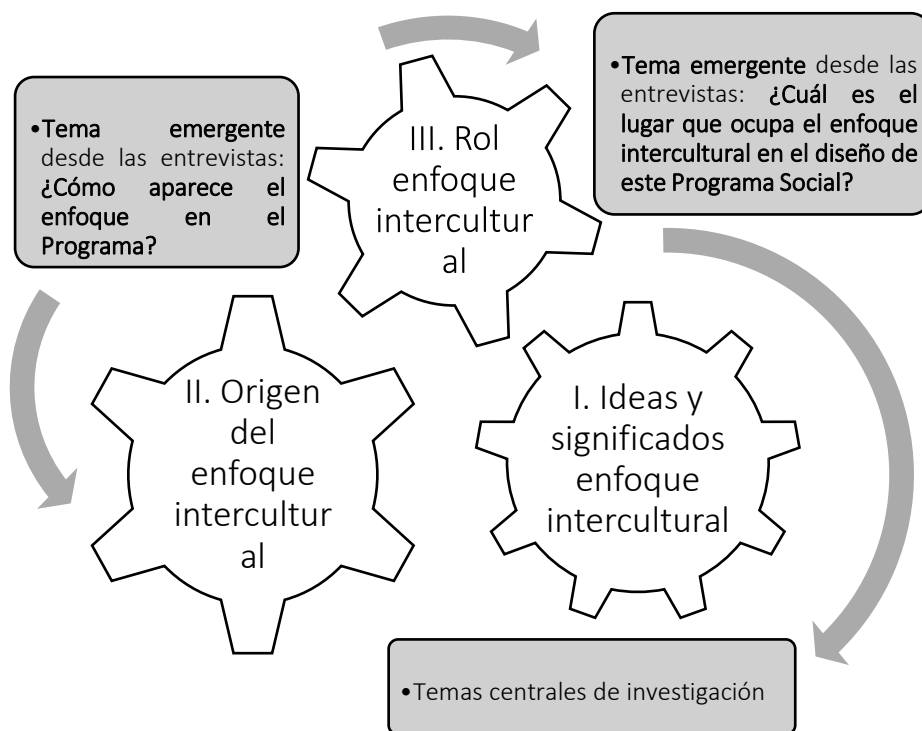 •Tema emergente
desde las entrevistas:
¿Cómo aparece el
enfoque en el
Programa?
III. Rol
enfoque
intercultur
al
•Tema emergente desde las
entrevistas: ¿Cuál es el
lugar que ocupa el enfoque
intercultural en el diseño de
este Programa Social?
II. Origen
del
enfoque
intercultur
al
I. Ideas y
significados
enfoque
intercultural
•Temas centrales de investigación